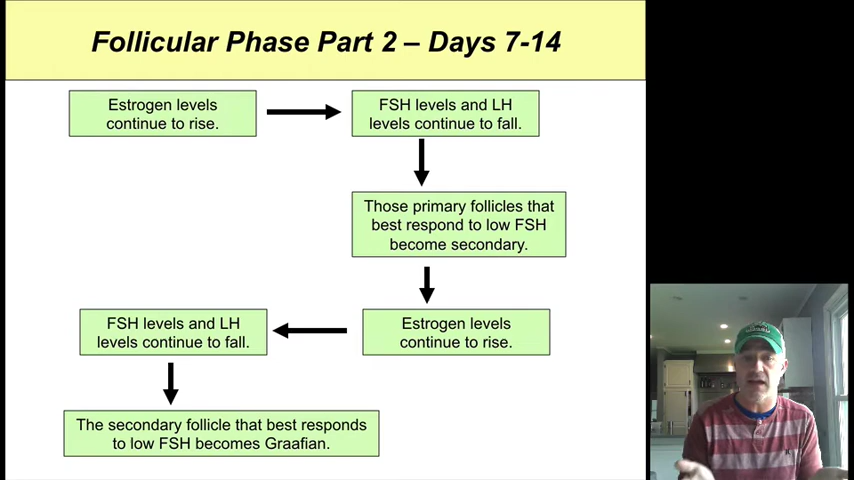 Follicular Phase Part 2 – Days 7-14
Estrogen levels
continue to rise.
FSH levels and LH
levels continue to fall.
Those primary follicles that
best respond to low FSH
become secondary.
Estrogen levels
continue to rise.
FSH levels and LH
levels continue to fall.
The secondary follicle that best responds
to low FSH becomes Graafian.